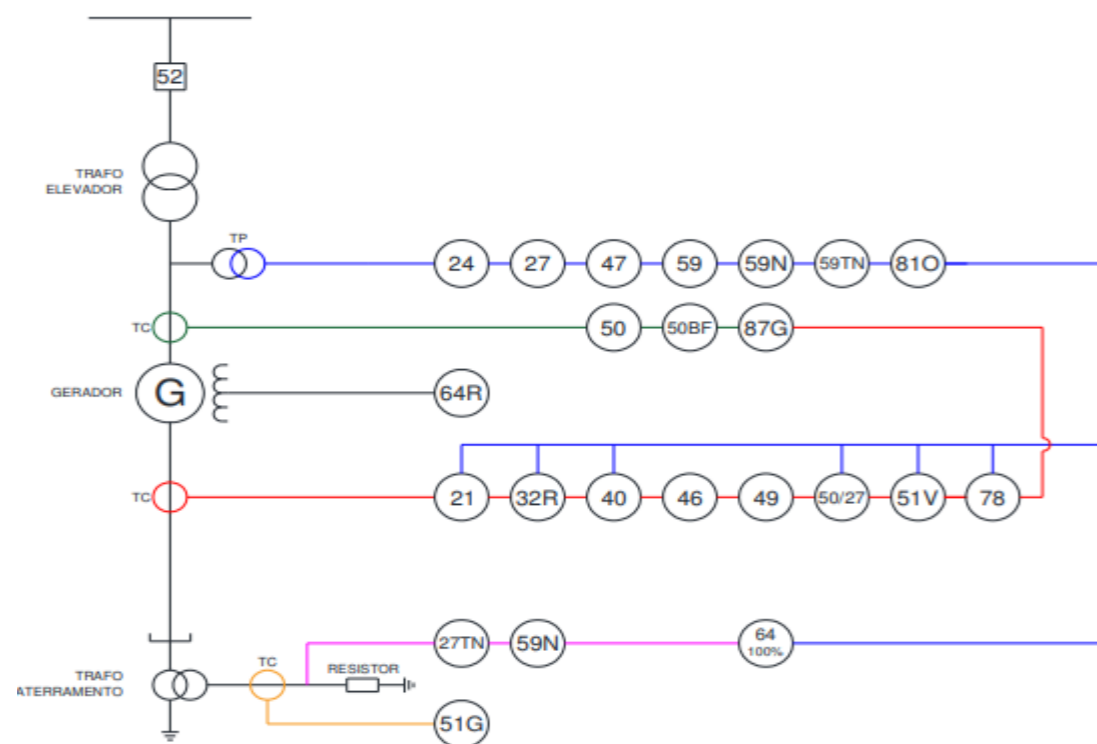 52
TRAFO
ELEVADOR
TP
24 27 47 59 59N 59TN 81O
TC
50 50BF 87G
GERADOR
G
64R
TC
21 32R 40 46 49 50/27 51V 78
27TN 59N 64
100%
TRAFO
ATERRAMENTO
TC
RESISTOR
51G